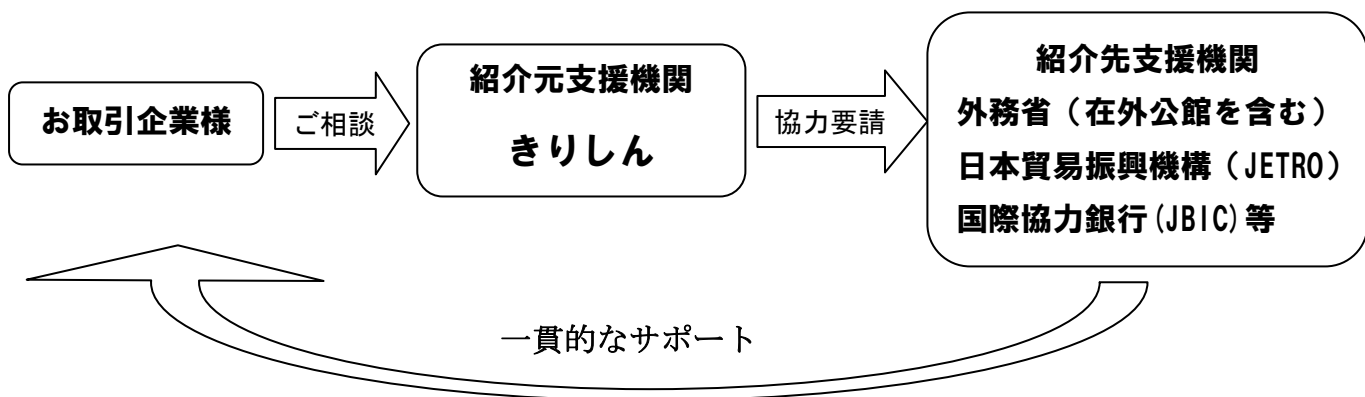 お取引企業様
ご相談
紹介元支援機関
きりしん
協力要請
紹介先支援機関
外務省（在外公館を含む）
日本貿易振興機構（JETRO）
国際協力銀行(JBIC)等
一貫的なサポート